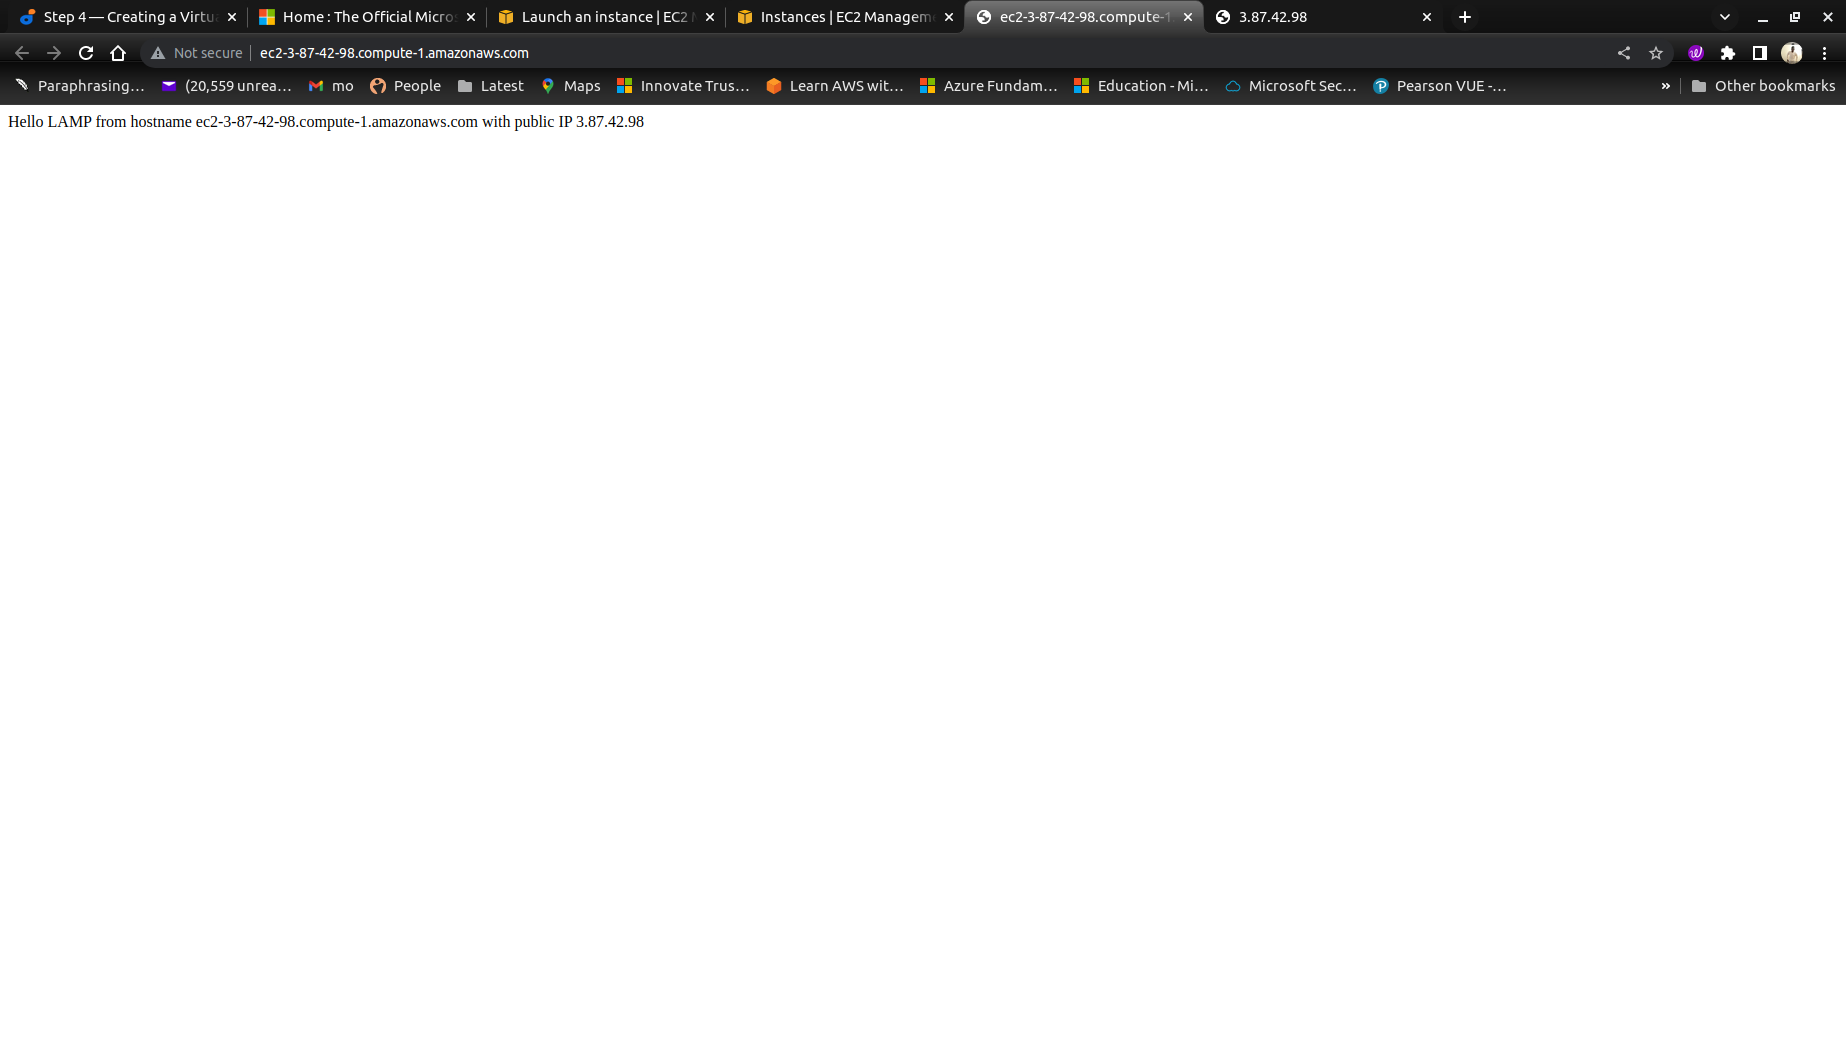 Step 4 — Creating a Virtu
Home : The Official Micros
Launch an instance | EC2 M
Instances | EC2 Managem
ec2-3-87-42-98.compute-1
3.87.42.98
Not secure
ec2-3-87-42-98.compute-1.amazonaws.com
Paraphrasing...
(20,559 unrea...
mo
People
Latest
Maps
Innovate Trus...
Learn AWS wit...
Azure Fundam...
Education - Mi...
Microsoft Sec...
Pearson VUE -...
»
Other bookmarks
Hello LAMP from hostname ec2-3-87-42-98.compute-1.amazonaws.com with public IP 3.87.42.98